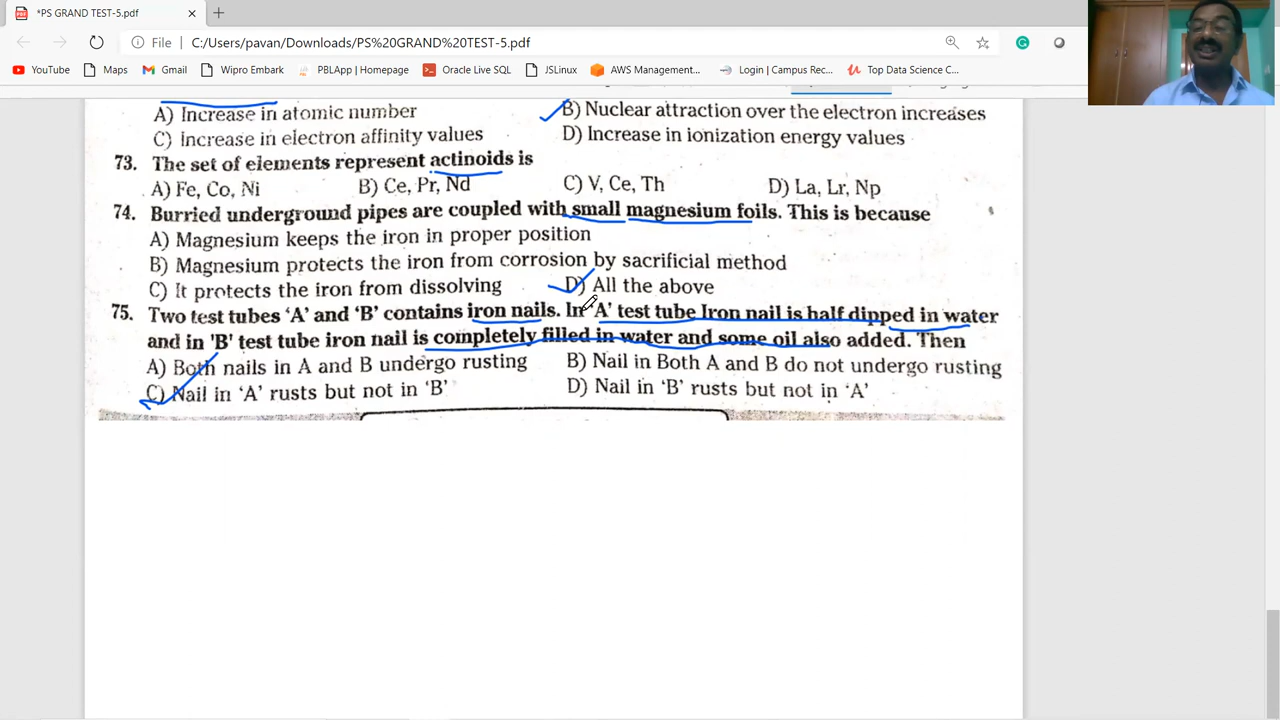 *PS GRAND TEST-5.pdf
File C:/Users/pavan/Downloads/PS%20GRAND%20TEST-5.pdf
YouTube Maps Gmail Wipro Embark PBLApp | Homepage Oracle Live SQL JSLinux AWS Management... Login | Campus Rec... Top Data Science C...
A) Increase in atomic number B) Nuclear attraction over the electron increases
C) Increase in electron affinity values D) Increase in ionization energy values
73. The set of elements represent actinoids is
A) Fe, Co, Ni B) Ce, Pr, Nd C) V, Ce, Th D) La, Lr, Np
74. Burried underground pipes are coupled with small magnesium foils. This is because
A) Magnesium keeps the iron in proper position
B) Magnesium protects the iron from corrosion by sacrificial method
C) It protects the iron from dissolving D) All the above
75. Two test tubes ‘A’ and ‘B’ contains iron nails. In ‘A’ test tube Iron nail is half dipped in water
and in 'B' test tube iron nail is completely filled in water and some oil also added. Then
A) Both nails in A and B undergo rusting B) Nail in Both A and B do not undergo rusting
C) Nail in ‘A’ rusts but not in ‘B’ D) Nail in ‘B’ rusts but not in ‘A’